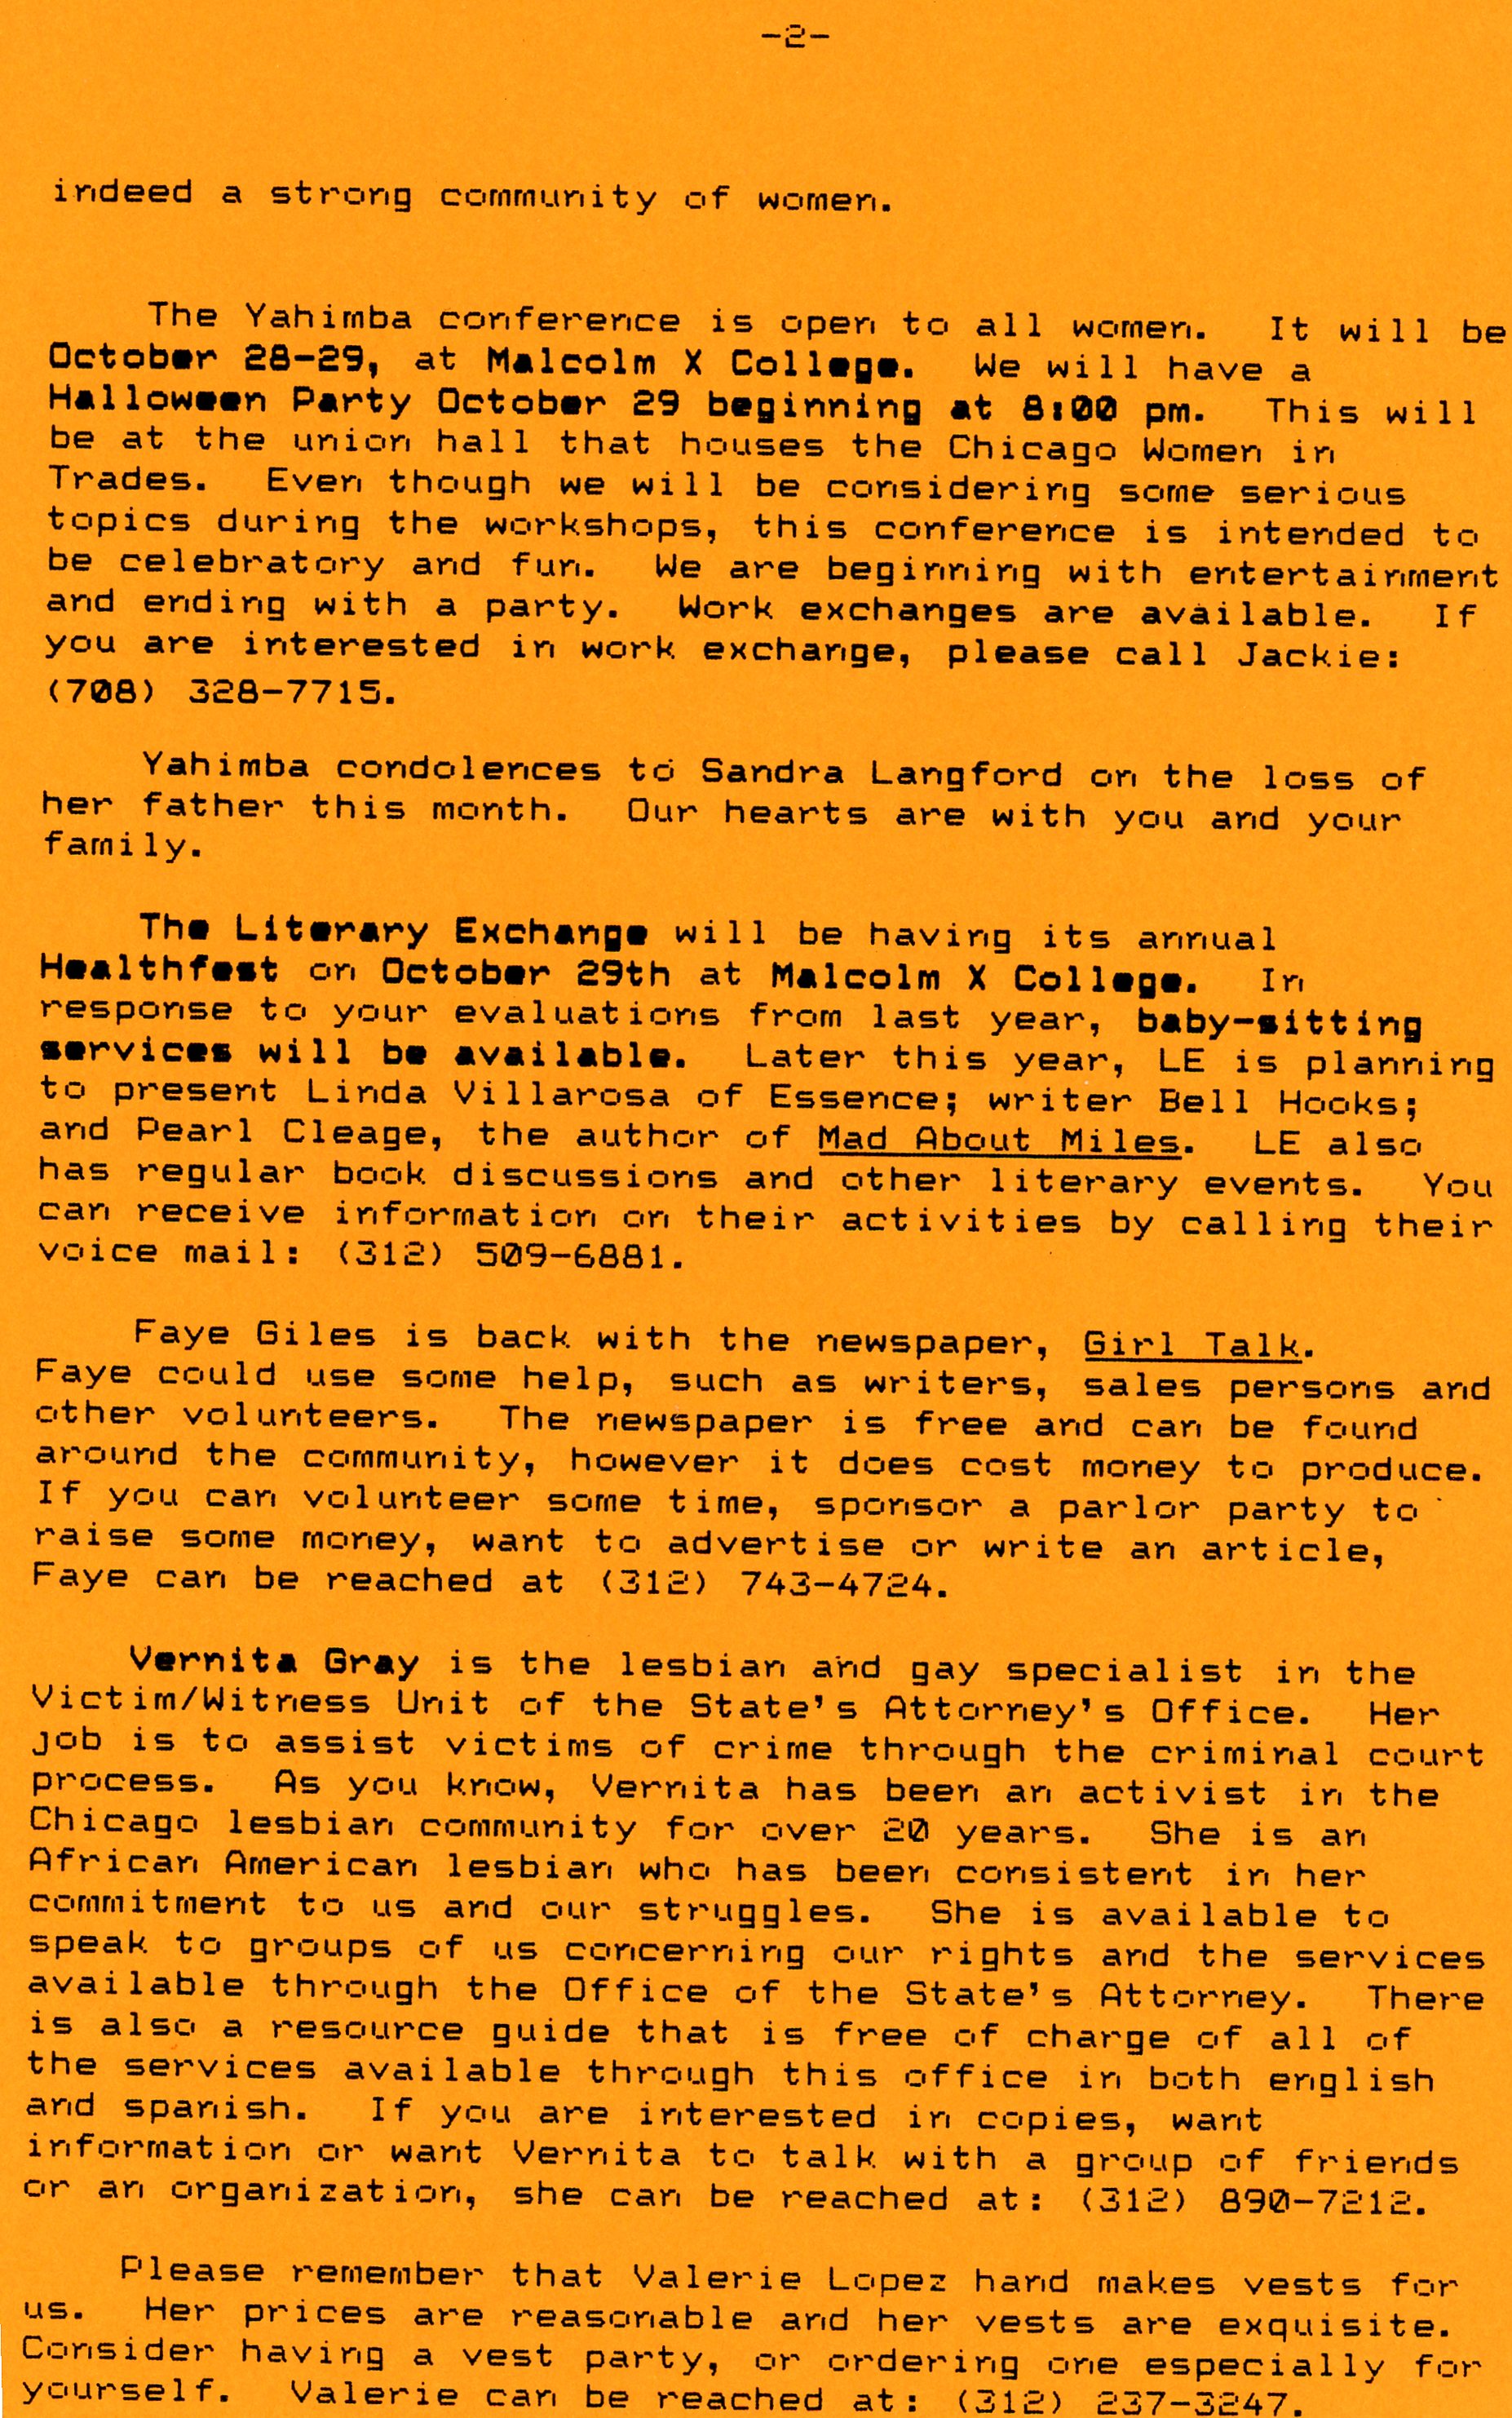 -2-
indeed a strong community of women.
The Yahimba conference is open to all women.  It will be
October 28-29, at Malcolm X College.  We will have a
Halloween Party October 29 beginning at 8:00 pm.  This will
be at the union hall that houses the Chicago Women in
Trades.  Even though we will be considering some serious
topics during the workshops, this conference is intended to
be celebratory and fun.  We are beginning with entertainment
and ending with a party.  Work exchanges are available.  If
you are interested in work exchange, please call Jackie:
(708) 328-7715.
Yahimba condolences to Sandra Langford on the loss of
her father this month.  Our hearts are with you and your
family.
The Literary Exchange will be having its annual
Healthfest on October 29th at Malcolm X College.  In
response to your evaluations from last year, baby-sitting
services will be available.  Later this year, LE is planning
to present Linda Villarosa of Essence; writer Bell Hooks;
and Pearl Cleage, the author of Mad About Miles.  LE also
has regular book discussions and other literary events.  You
can receive information on their activities by calling their
voice mail: (312) 509-6881.
Faye Giles is back with the newspaper, Girl Talk.
Faye could use some help, such as writers, sales persons and
other volunteers.  The newspaper is free and can be found
around the community, however it does cost money to produce.
If you can volunteer some time, sponsor a parlor party to
raise some money, want to advertise or write an article,
Faye can be reached at (312) 743-4724.
Vernita Gray is the lesbian and gay specialist in the
Victim/Witness Unit of the State's Attorney's Office.  Her
job is to assist victims of crime through the criminal court
process.  As you know, Vernita has been an activist in the
Chicago lesbian community for over 20 years.  She is an
African American lesbian who has been consistent in her
commitment to us and our struggles.  She is available to
speak to groups of us concerning our rights and the services
available through the Office of the State's Attorney.  There
is also a resource guide that is free of charge of all of
the services available through this office in both english
and spanish.  If you are interested in copies, want
information or want Vernita to talk with a group of friends
or an organization, she can be reached at: (312) 890-7212.
Please remember that Valerie Lopez hand makes vests for
us.  Her prices are reasonable and her vests are exquisite.
Consider having a vest party, or ordering one especially for
yourself.  Valerie can be reached at: (312) 237-3247.